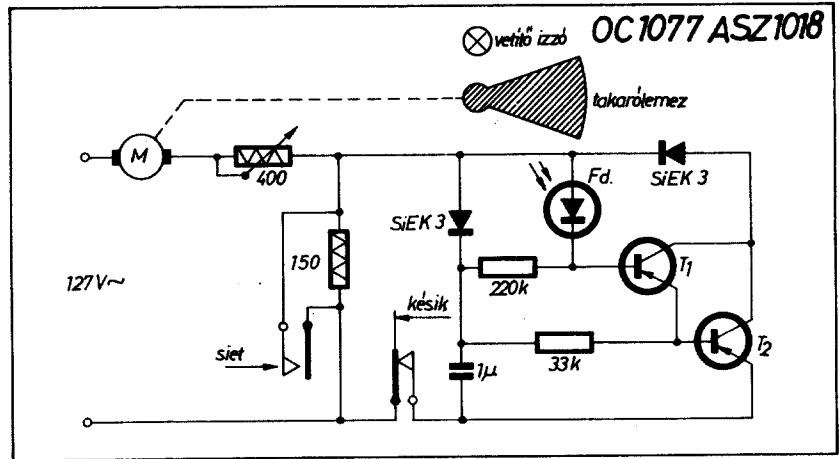 OC1077 ASZ1018
vetítő izzó
takarólemez
M
400
SiEK 3
Fd.
SiEK 3
150
220k
T1
127V~
késik
siet
1µ
33k
T2